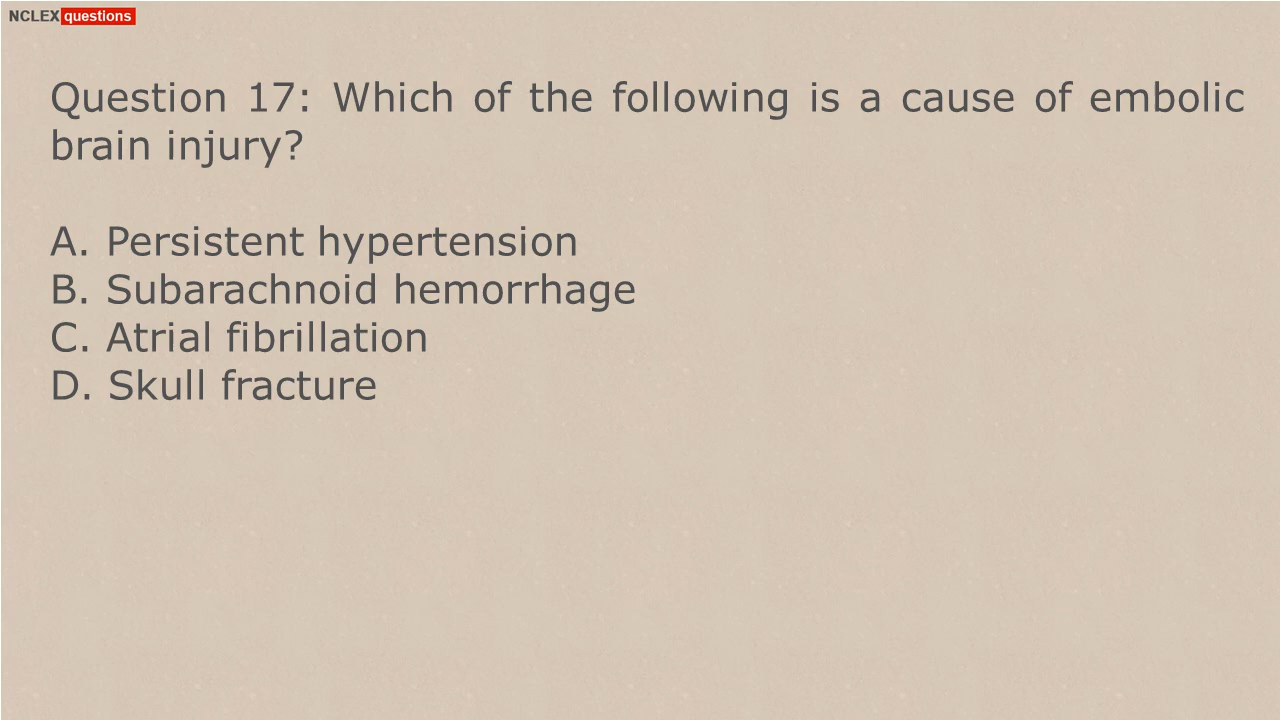 NCLEX questions
Question 17: Which of the following is a cause of embolic
brain injury?
A. Persistent hypertension
B. Subarachnoid hemorrhage
C. Atrial fibrillation
D. Skull fracture